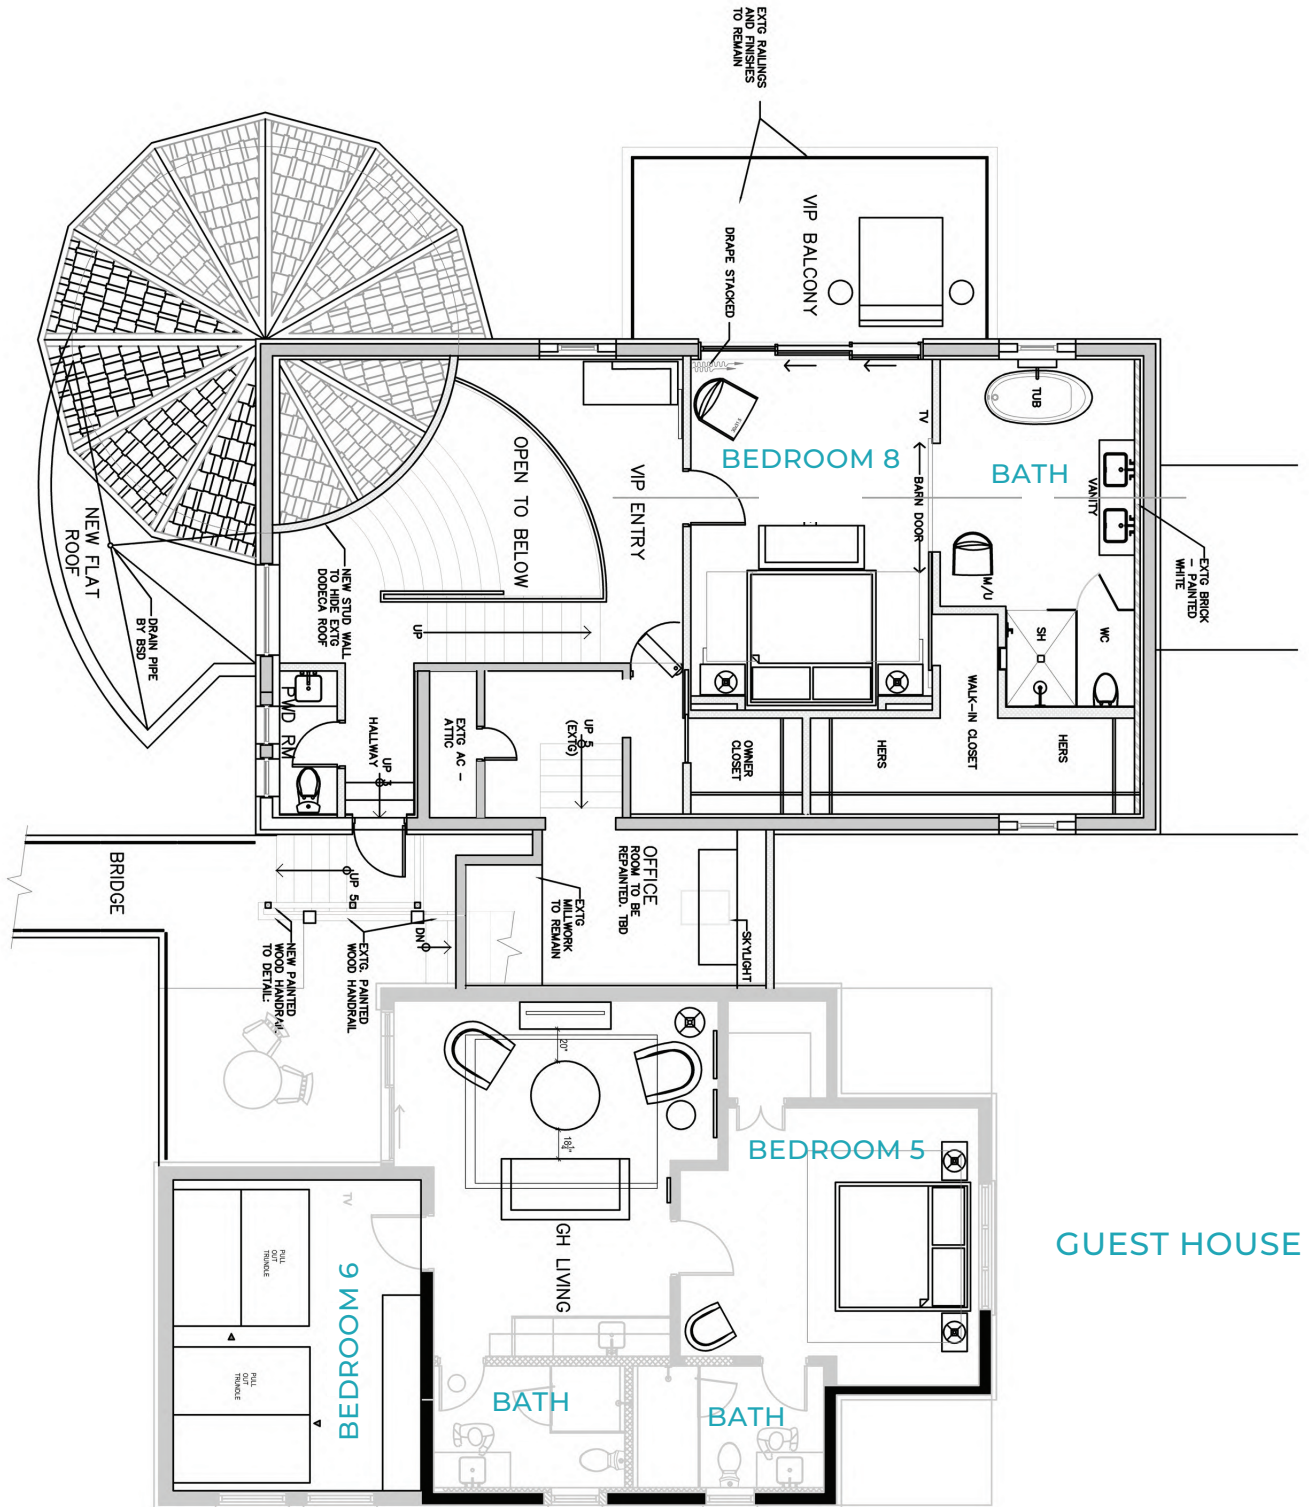 EXTG RAILINGS
AND FINISHES
TO REMAIN
VIP BALCONY
DRAPE STACKED
TUB
TV
BEDROOM 8
BATH
VANITY
BARN DOOR
OPEN TO BELOW
VIP ENTRY
NEW FLAT
ROOF
EXTG BRICK
– PAINTED
WHITE
M/U
NEW STUD WALL
TO HIDE EXTG
DODECA ROOF
DRAIN PIPE
BY BSD
UP
SH
WC
PWD RM
HALLWAY
UP 3
EXTG AC –
ATTIC
UP 5
(EXTG)
OWNER
CLOSET
HERS
WALK-IN CLOSET
HERS
BRIDGE
UP 5
OFFICE
ROOM TO BE
REPAINTED. TBD
EXTG
MILLWORK
TO REMAIN
SKYLIGHT
DN
NEW PAINTED
WOOD HANDRAIL
TO DETAIL:
EXTG. PAINTED
WOOD HANDRAIL
20"
18½"
BEDROOM 5
GH LIVING
GUEST HOUSE
TV
PULL
OUT
TRUNDLE
BEDROOM 6
PULL
OUT
TRUNDLE
BATH
BATH